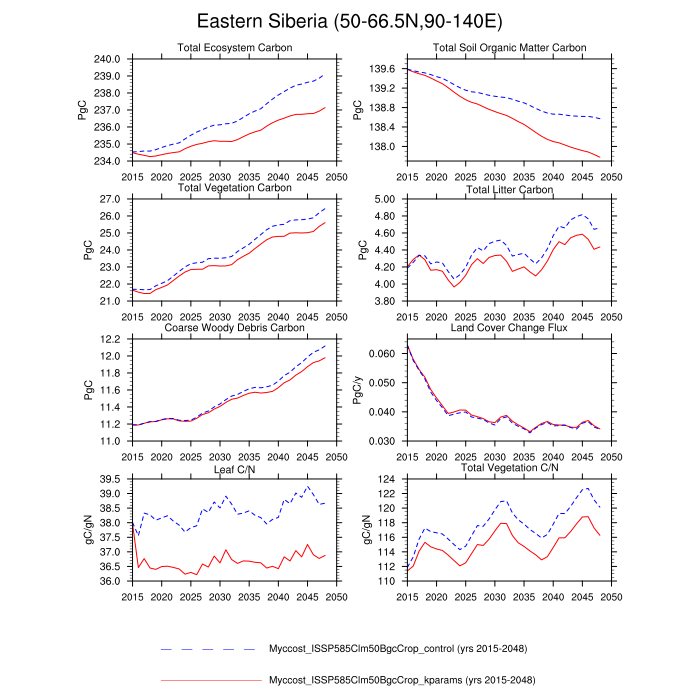 Eastern Siberia (50-66.5N,90-140E)
Total Ecosystem Carbon
Total Soil Organic Matter Carbon
PgC
240.0
239.0
238.0
237.0
236.0
235.0
234.0
2015 2020 2025 2030 2035 2040 2045 2050
PgC
139.6
139.2
138.8
138.4
138.0
2015 2020 2025 2030 2035 2040 2045 2050
Total Vegetation Carbon
Total Litter Carbon
PgC
27.0
26.0
25.0
24.0
23.0
22.0
21.0
2015 2020 2025 2030 2035 2040 2045 2050
PgC
5.00
4.80
4.60
4.40
4.20
4.00
3.80
2015 2020 2025 2030 2035 2040 2045 2050
Coarse Woody Debris Carbon
Land Cover Change Flux
PgC
12.2
12.0
11.8
11.6
11.4
11.2
11.0
2015 2020 2025 2030 2035 2040 2045 2050
PgC/y
0.060
0.050
0.040
0.030
2015 2020 2025 2030 2035 2040 2045 2050
Leaf C/N
Total Vegetation C/N
gC/gN
39.5
39.0
38.5
38.0
37.5
37.0
36.5
36.0
2015 2020 2025 2030 2035 2040 2045 2050
gC/gN
124
122
120
118
116
114
112
110
2015 2020 2025 2030 2035 2040 2045 2050
Myccost_ISSP585Clm50BgcCrop_control (yrs 2015-2048)
Myccost_ISSP585Clm50BgcCrop_kparams (yrs 2015-2048)